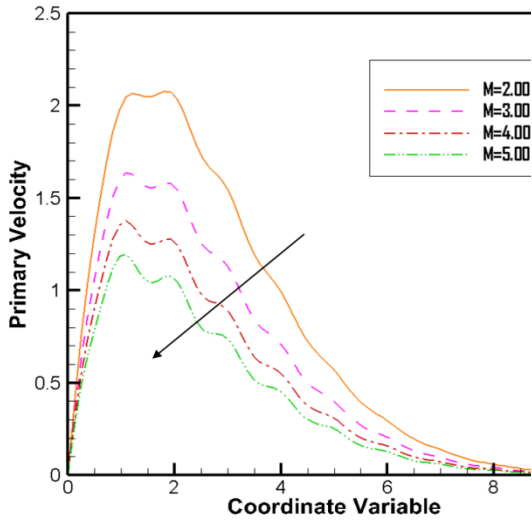 2.5
2
1.5
1
0.5
0
0
2
4
6
8
Primary Velocity
Coordinate Variable
M=2.00
M=3.00
M=4.00
M=5.00